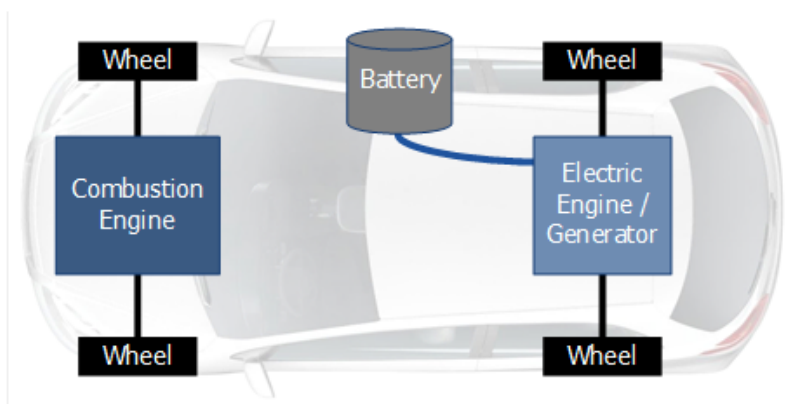 Wheel
Battery
Wheel
Combustion
Engine
Electric
Engine /
Generator
Wheel
Wheel